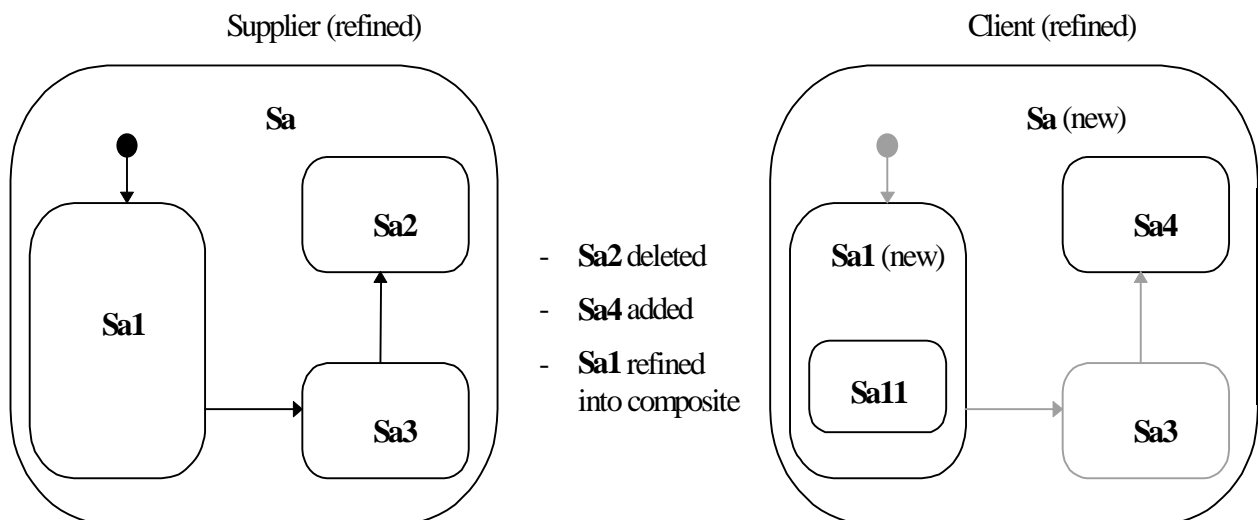 Supplier (refined)
Sa
Sa1
Sa2
Sa3
- Sa2 deleted
- Sa4 added
- Sa1 refined
into composite
Client (refined)
Sa (new)
Sa1 (new)
Sa11
Sa4
Sa3